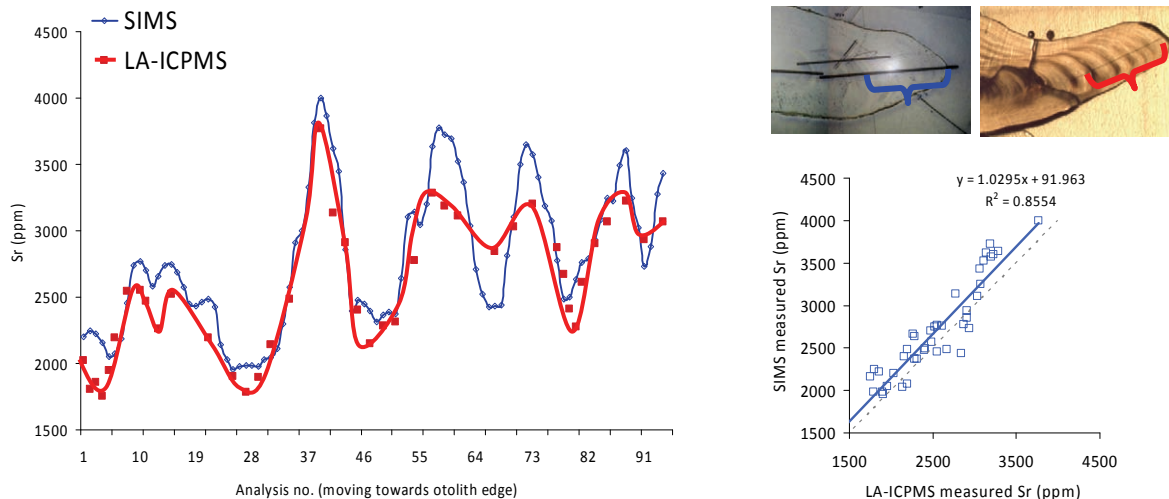 SIMS
LA-ICPMS
4500
4000
3500
3000
2500
2000
1500
Sr (ppm)
1 10 19 28 37 46 55 64 73 82 91
Analysis no. (moving towards otolith edge)
y = 1.0295x + 91.963
R² = 0.8554
4500
4000
3500
3000
2500
2000
1500
SIMS measured Sr (ppm)
1500 2500 3500 4500
LA-ICPMS measured Sr (ppm)